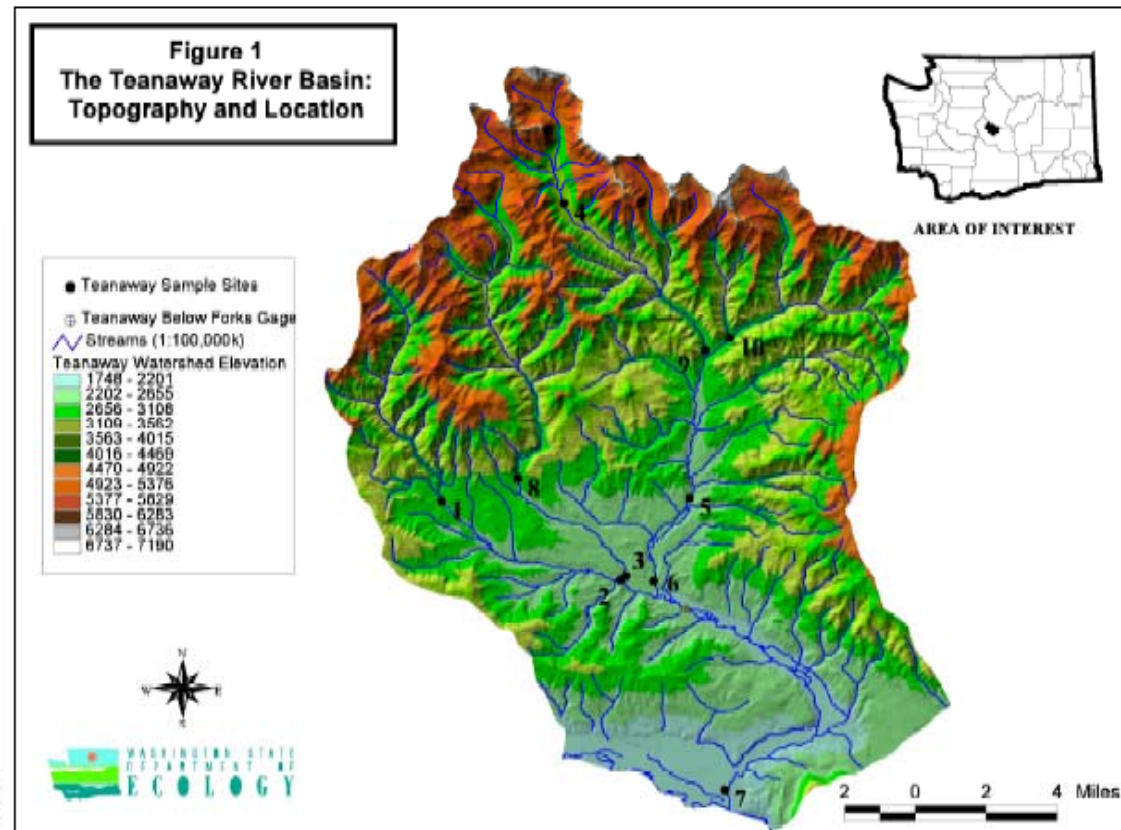 Figure 1
The Teanaway River Basin:
Topography and Location
AREA OF INTEREST
Teanaway Sample Sites
Teanaway Below Forks Gage
Streams (1:100,000k)
Teanaway Watershed Elevation
1748 - 2201
2202 - 2655
2656 - 3108
3109 - 3562
3563 - 4015
4016 - 4469
4470 - 4922
4923 - 5376
5377 - 5829
5830 - 6283
6284 - 6736
6737 - 7190
4
10
9
8
1
5
3
2
6
7
N
W
E
S
WASHINGTON STATE
DEPARTMENT OF
ECOLOGY
2 0 2 4 Miles